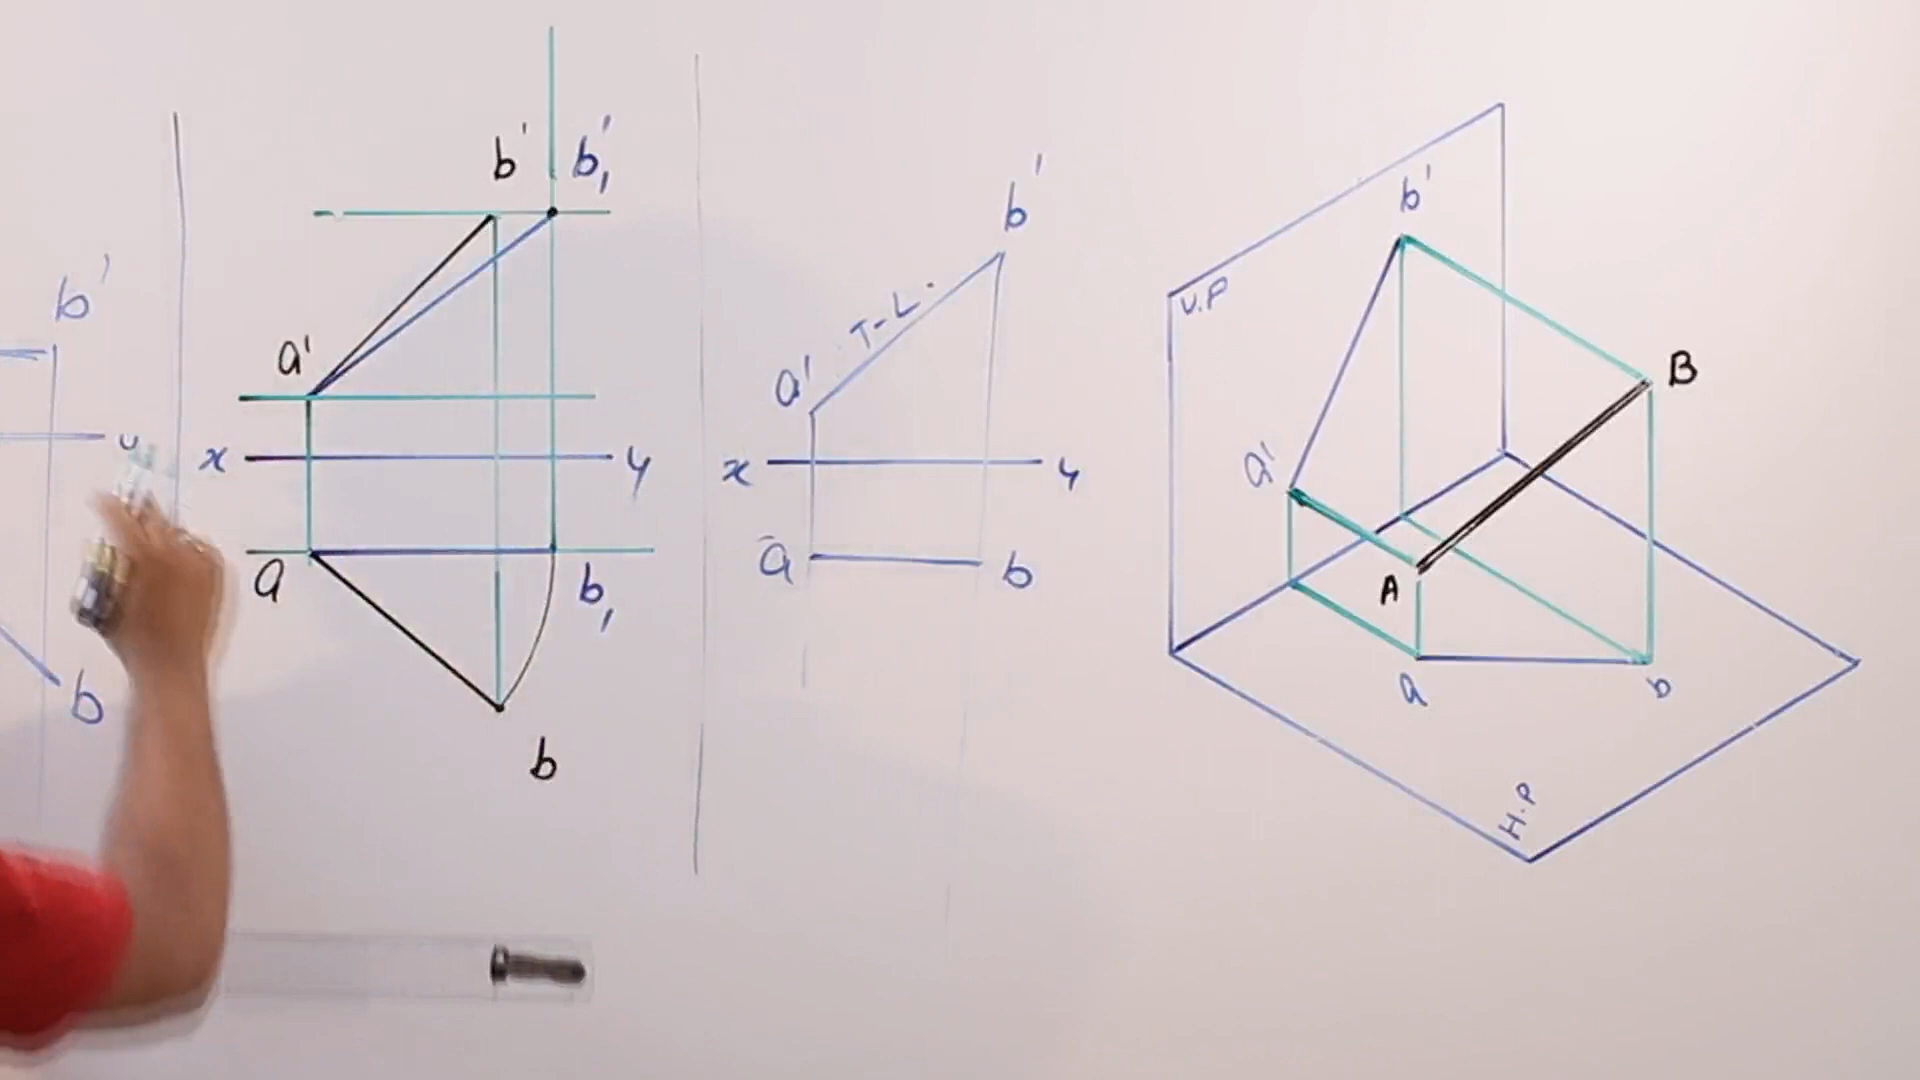 b'
y
b
b' b₁'
a'
x y
a b₁
b
b'
T-L.
a'
x y
a b
V.P
b'
B
a'
A
a b
H.P